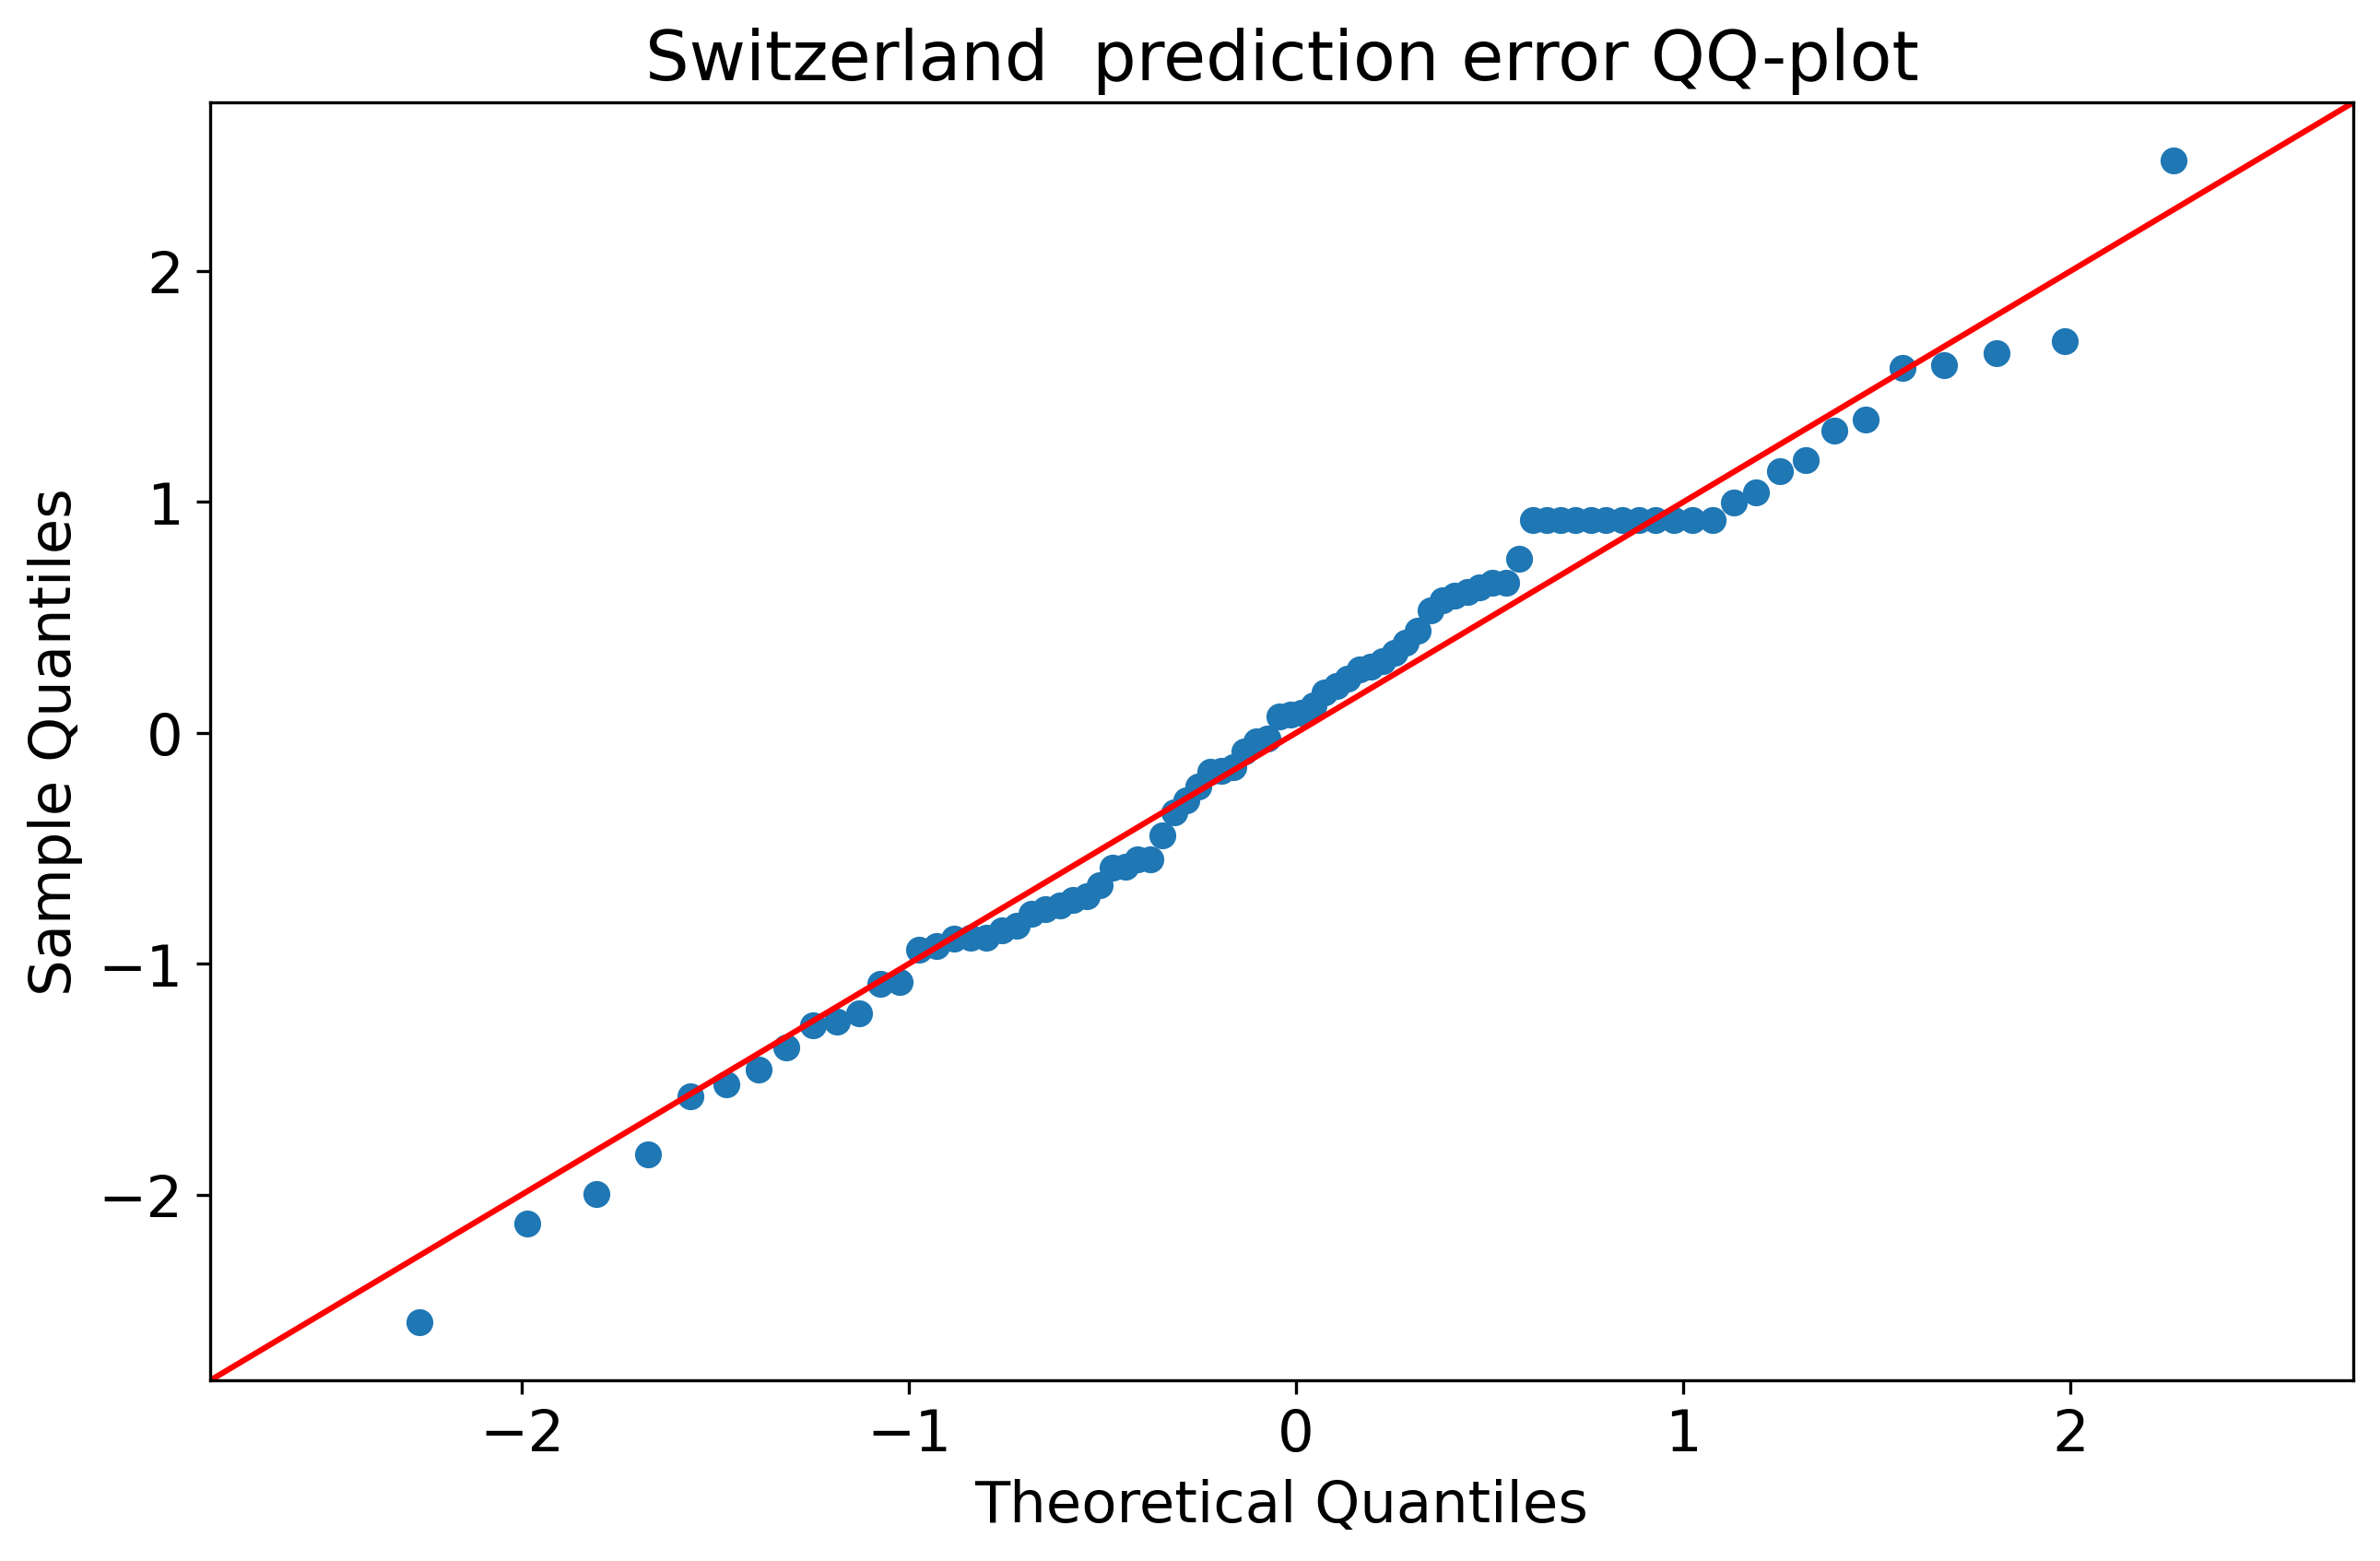 Switzerland  prediction error QQ-plot
2
1
0
−1
−2
Sample Quantiles
−2 −1 0 1 2
Theoretical Quantiles